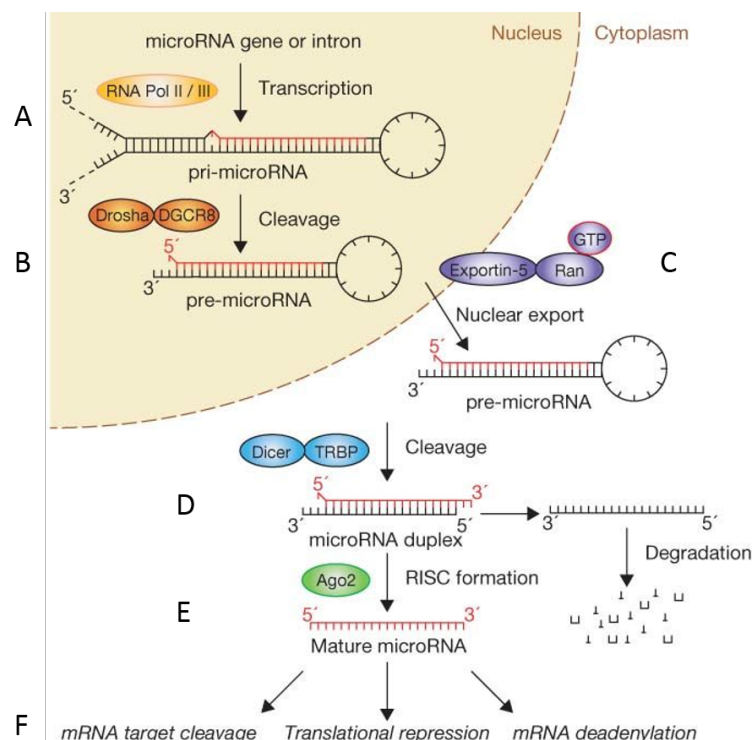 microRNA gene or intron
Nucleus
Cytoplasm
RNA Pol II / III
Transcription
5´
A
pri-microRNA
3´
Drosha
DGCR8
Cleavage
GTP
5´
B
3´
pre-microRNA
Exportin-5
Ran
C
Nuclear export
5´
3´
pre-microRNA
Dicer
TRBP
Cleavage
5´
3´
D
3´
5´
3´
5´
microRNA duplex
Degradation
Ago2
RISC formation
E
5´
3´
Mature microRNA
F
mRNA target cleavage
Translational repression
mRNA deadenylation